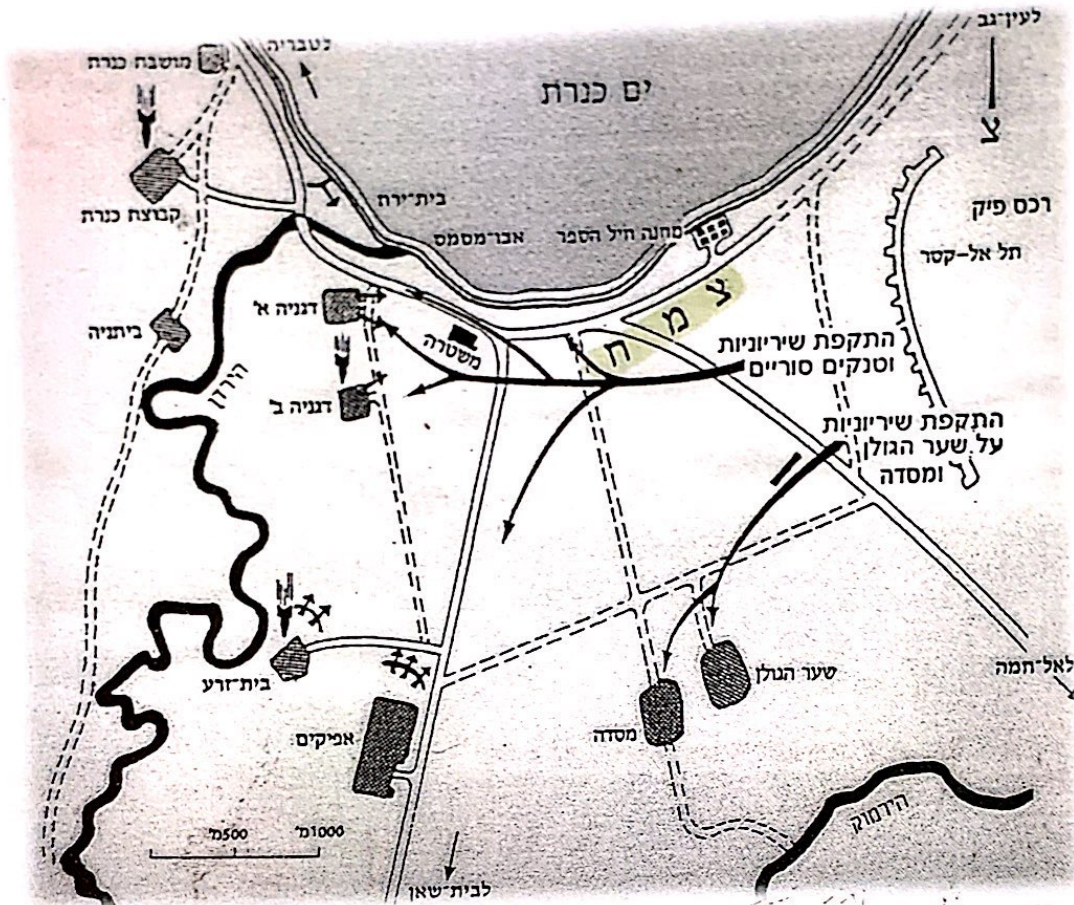 לעין־גב
לטבריה
מושבת כנרת
ים כנרת
א
בית־ירח
קבוצת כנרת
רכס פיק
אבו־מסמס
מחנה חיל הספר
תל אל-קסר
דגניה א'
צמח
ביתניה
משטרה
התקפת שיריוניות
וטנקים סוריים
הירדן
דגניה ב'
התקפת שיריוניות
על שער הגולן
ומסדה
לאל־חמה
בית־זרע
שער הגולן
מסדה
אפיקים
הירמוק
500מ'
1000מ'
לבית־שאן